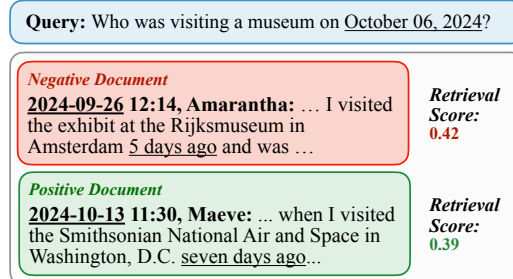 Query: Who was visiting a museum on October 06, 2024?
Negative Document
2024-09-26 12:14, Amarantha: … I visited
the exhibit at the Rijksmuseum in
Amsterdam 5 days ago and was …
Retrieval
Score:
0.42
Positive Document
2024-10-13 11:30, Maeve: ... when I visited
the Smithsonian National Air and Space in
Washington, D.C. seven days ago...
Retrieval
Score:
0.39